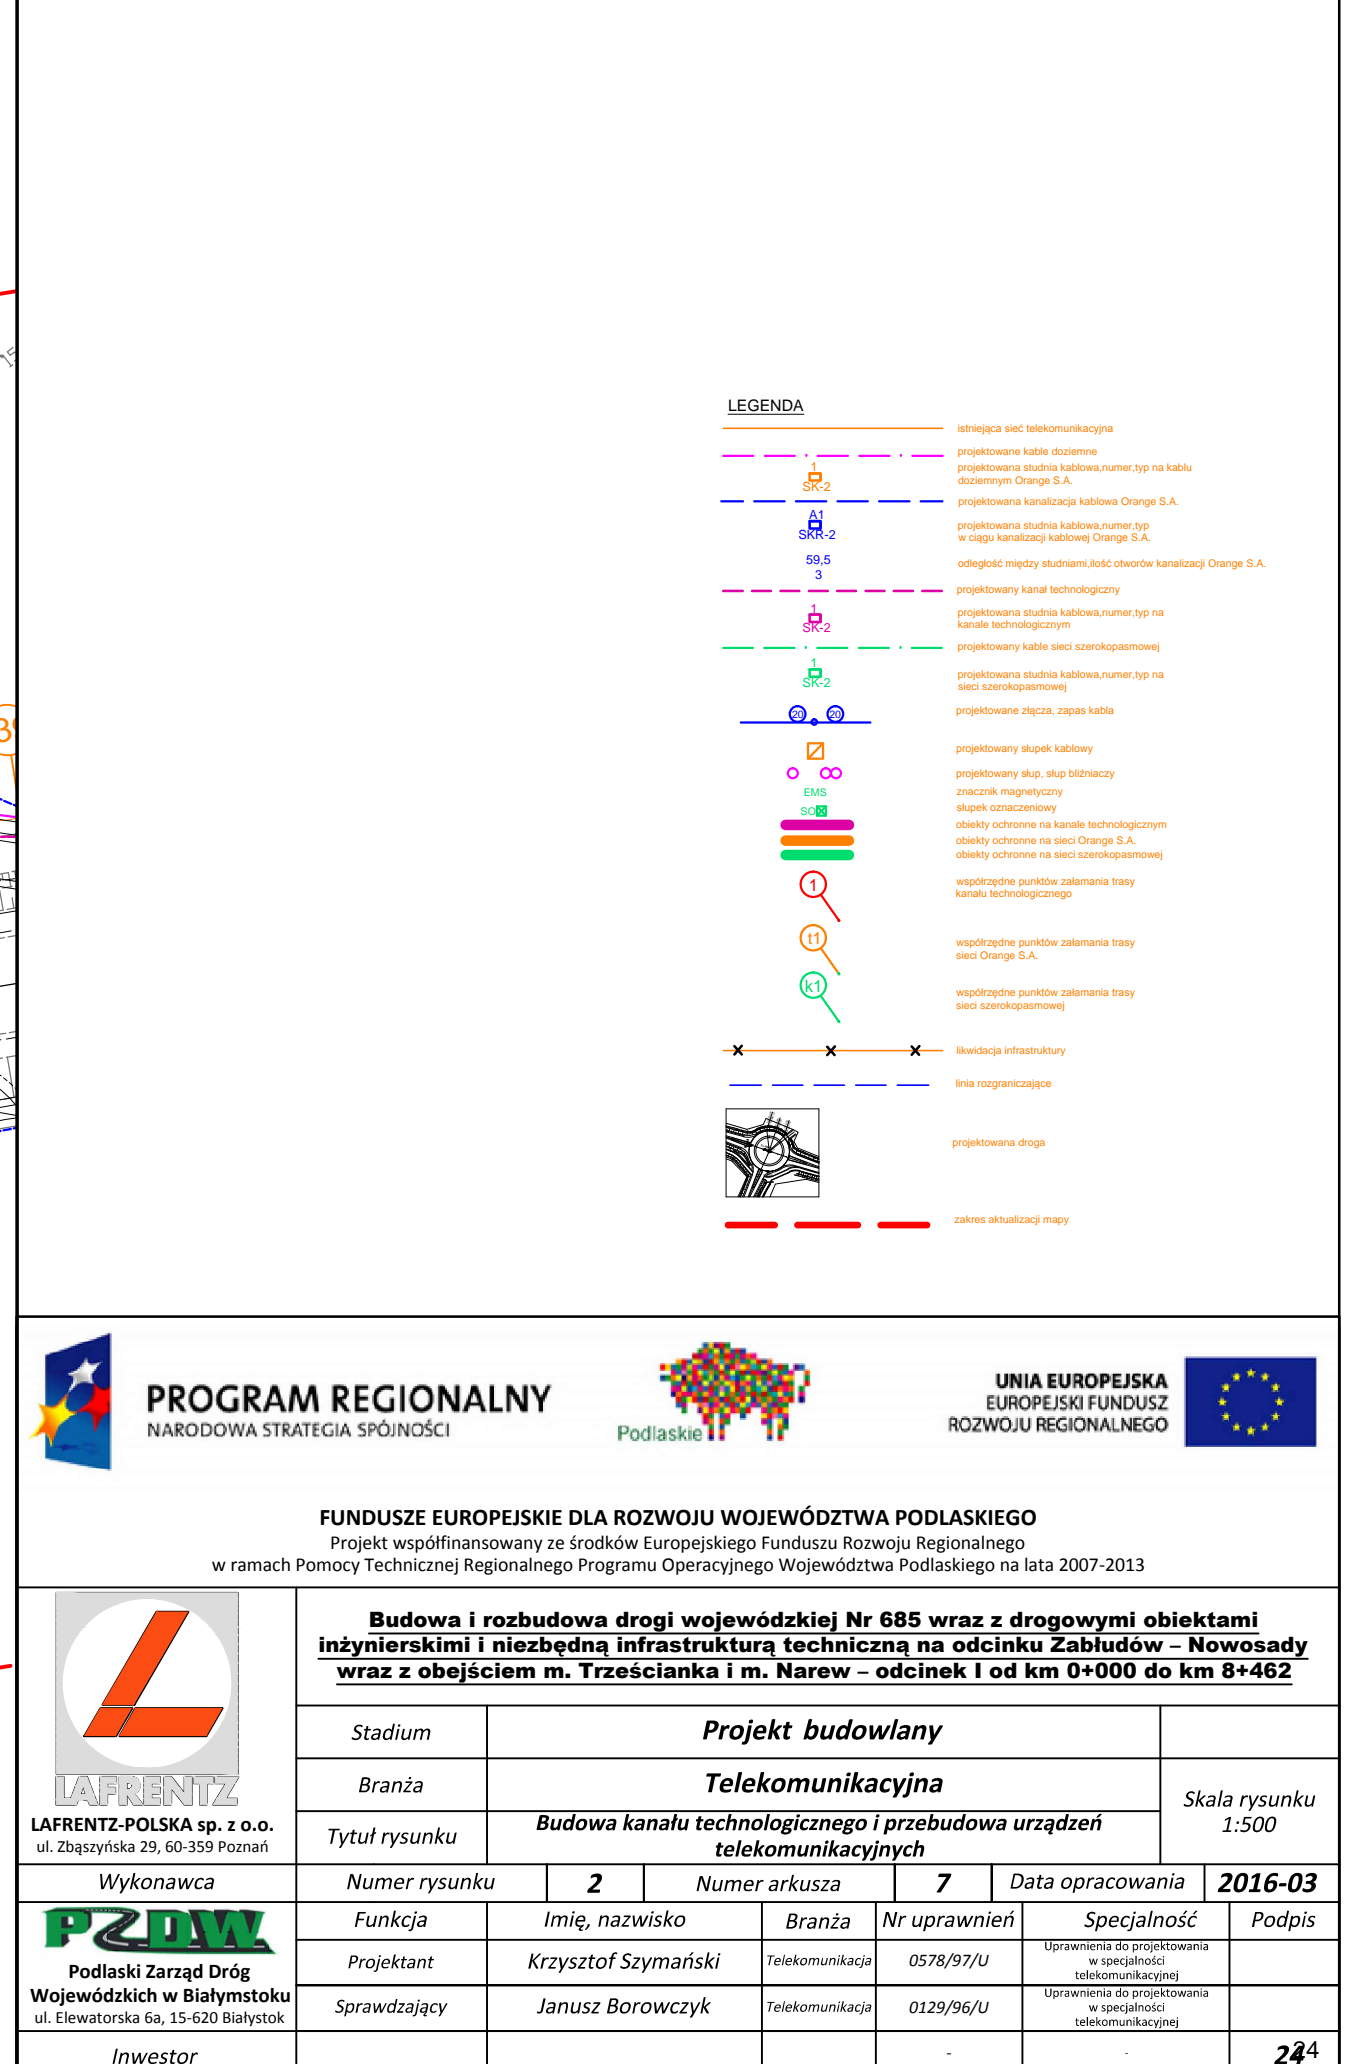 LEGENDA
istniejąca sieć telekomunikacyjna
projektowane kable doziemne
1
SK-2
projektowana studnia kablowa,numer,typ na kablu
doziemnym Orange S.A.
projektowana kanalizacja kablowa Orange S.A.
A1
SKR-2
projektowana studnia kablowa,numer,typ
w ciągu kanalizacji kablowej Orange S.A.
59,5
3
odległość między studniami,ilość otworów kanalizacji Orange S.A.
projektowany kanał technologiczny
1
SK-2
projektowana studnia kablowa,numer,typ na
kanale technologicznym
projektowany kable sieci szerokopasmowej
1
SK-2
projektowana studnia kablowa,numer,typ na
sieci szerokopasmowej
20 20
projektowane złącza, zapas kabla
projektowany słupek kablowy
projektowany słup, słup bliźniaczy
EMS
znacznik magnetyczny
SO
słupek oznaczeniowy
obiekty ochronne na kanale technologicznym
obiekty ochronne na sieci Orange S.A.
obiekty ochronne na sieci szerokopasmowej
1
współrzędne punktów załamania trasy
kanału technologicznego
t1
współrzędne punktów załamania trasy
sieci Orange S.A.
k1
współrzędne punktów załamania trasy
sieci szerokopasmowej
likwidacja infrastruktury
linia rozgraniczające
projektowana droga
zakres aktualizacji mapy
PROGRAM REGIONALNY
NARODOWA STRATEGIA SPÓJNOŚCI
Podlaskie
UNIA EUROPEJSKA
EUROPEJSKI FUNDUSZ
ROZWOJU REGIONALNEGO
FUNDUSZE EUROPEJSKIE DLA ROZWOJU WOJEWÓDZTWA PODLASKIEGO
Projekt współfinansowany ze środków Europejskiego Funduszu Rozwoju Regionalnego
w ramach Pomocy Technicznej Regionalnego Programu Operacyjnego Województwa Podlaskiego na lata 2007-2013
LAFRENTZ
LAFRENTZ-POLSKA sp. z o.o.
ul. Zbąszyńska 29, 60-359 Poznań
Budowa i rozbudowa drogi wojewódzkiej Nr 685 wraz z drogowymi obiektami
inżynierskimi i niezbędną infrastrukturą techniczną na odcinku Zabłudów – Nowosady
wraz z obejściem m. Trześcianka i m. Narew – odcinek I od km 0+000 do km 8+462
Stadium Projekt budowlany
Branża Telekomunikacyjna
Skala rysunku
1:500
Tytuł rysunku
Budowa kanału technologicznego i przebudowa urządzeń
telekomunikacyjnych
Wykonawca Numer rysunku 2 Numer arkusza 7 Data opracowania 2016-03
PZDW
Podlaski Zarząd Dróg
Wojewódzkich w Białymstoku
ul. Elewatorska 6a, 15-620 Białystok
Funkcja Imię, nazwisko Branża Nr uprawnień Specjalność Podpis
Projektant Krzysztof Szymański Telekomunikacja 0578/97/U
Uprawnienia do projektowania
w specjalności
telekomunikacyjnej
Sprawdzający Janusz Borowczyk Telekomunikacja 0129/96/U
Uprawnienia do projektowania
w specjalności
telekomunikacyjnej
Inwestor - - 24 24